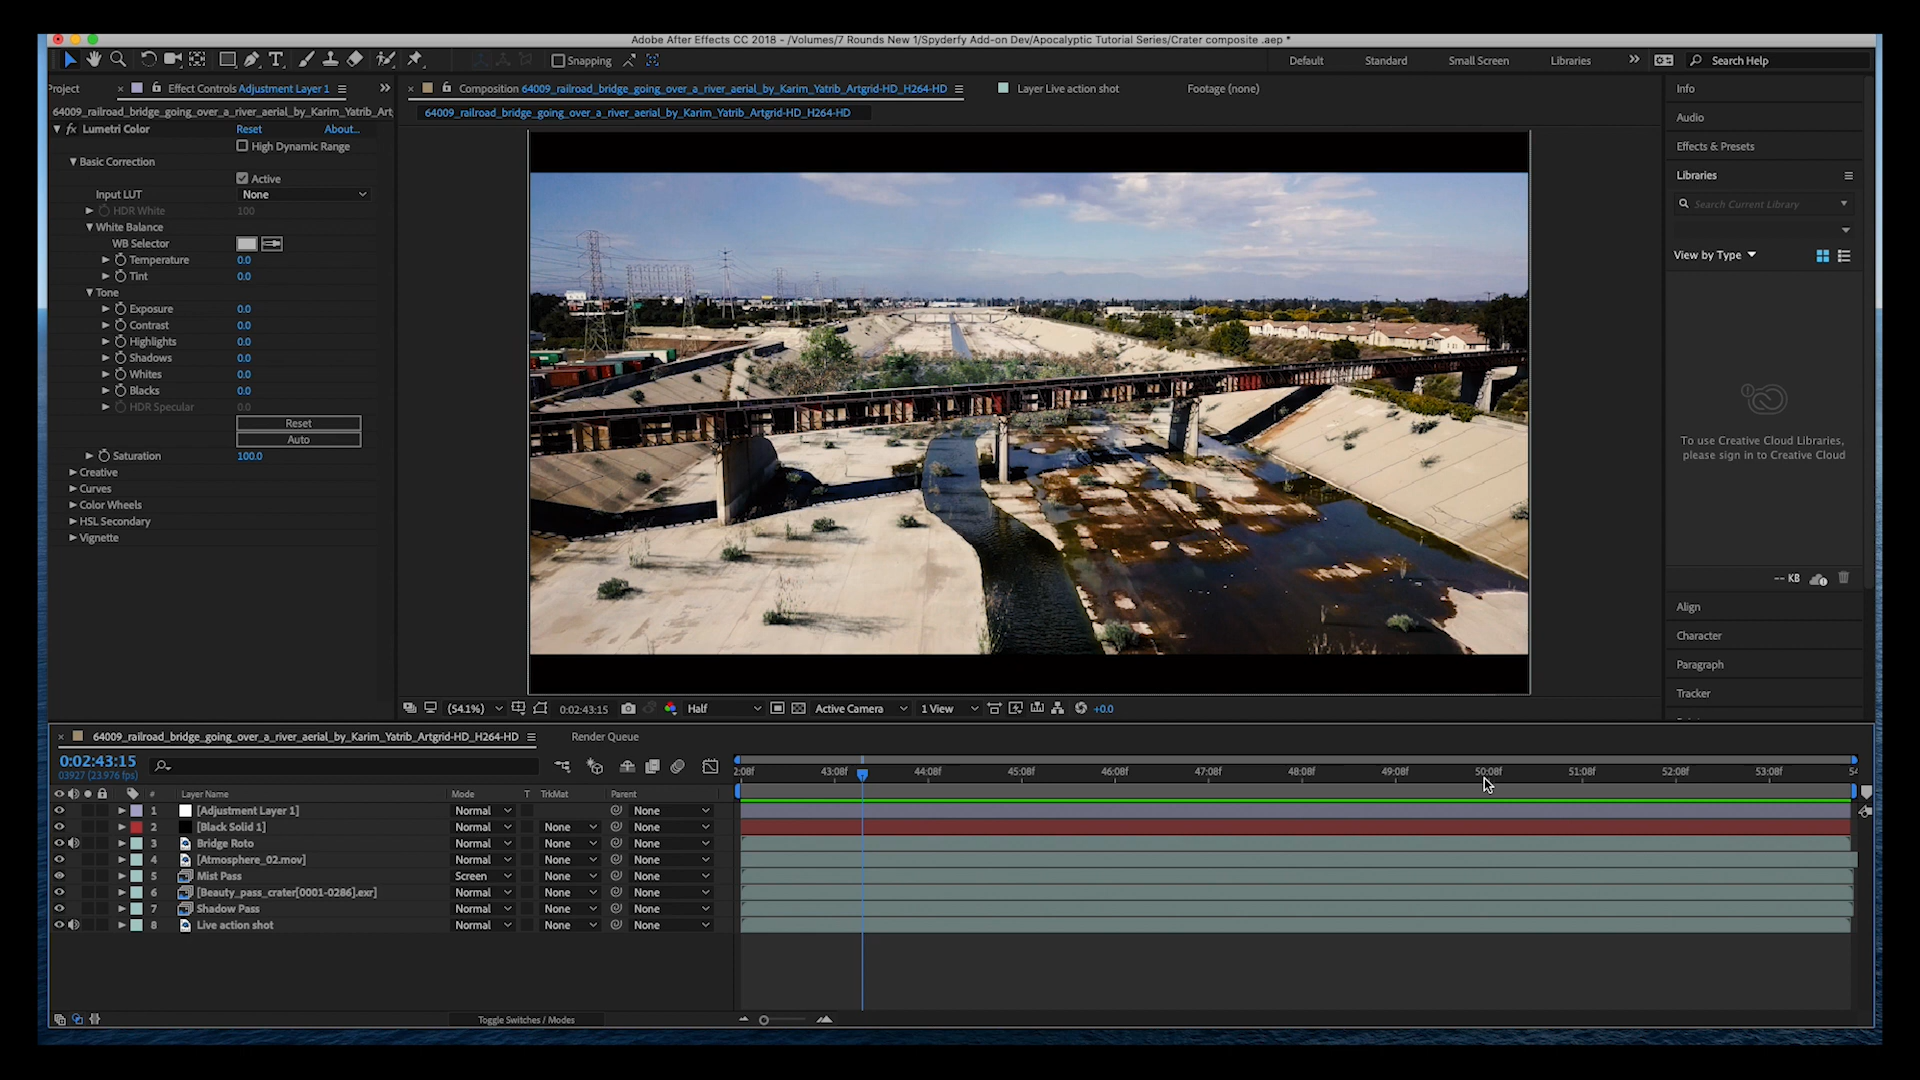 Adobe After Effects CC 2018 - /Volumes/7 Rounds New 1/Spyderfy Add-on Dev/Apocalyptic Tutorial Series/Crater composite .aep *
Snapping
Default Standard Small Screen Libraries Search Help
Project Effect Controls Adjustment Layer 1
Composition 64009_railroad_bridge_going_over_a_river_aerial_by_Karim_Yatrib_Artgrid-HD_H264-HD Layer Live action shot Footage (none)
64009_railroad_bridge_going_over_a_river_aerial_by_Karim_Yatrib_Art
64009_railroad_bridge_going_over_a_river_aerial_by_Karim_Yatrib_Artgrid-HD_H264-HD
fx Lumetri Color Reset About...
High Dynamic Range
Basic Correction
Active
Input LUT None
HDR White 100
White Balance
WB Selector
Temperature 0.0
Tint 0.0
Tone
Exposure 0.0
Contrast 0.0
Highlights 0.0
Shadows 0.0
Whites 0.0
Blacks 0.0
HDR Specular 0.0
Reset
Auto
Saturation 100.0
Creative
Curves
Color Wheels
HSL Secondary
Vignette
Info
Audio
Effects & Presets
Libraries
Search Current Library
View by Type
To use Creative Cloud Libraries,
please sign in to Creative Cloud
-- KB
Align
Character
Paragraph
Tracker
(54.1%) 0:02:43:15 Half Active Camera 1 View +0.0
64009_railroad_bridge_going_over_a_river_aerial_by_Karim_Yatrib_Artgrid-HD_H264-HD Render Queue
0:02:43:15
03927 (23.976 fps)
2:08f 43:08f 44:08f 45:08f 46:08f 47:08f 48:08f 49:08f 50:08f 51:08f 52:08f 53:08f 54
# Layer Name Mode T TrkMat Parent
1 [Adjustment Layer 1] Normal None
2 [Black Solid 1] Normal None None
3 Bridge Roto Normal None None
4 [Atmosphere_02.mov] Normal None None
5 Mist Pass Screen None None
6 [Beauty_pass_crater[0001-0286].exr] Normal None None
7 Shadow Pass Normal None None
8 Live action shot Normal None None
Toggle Switches / Modes